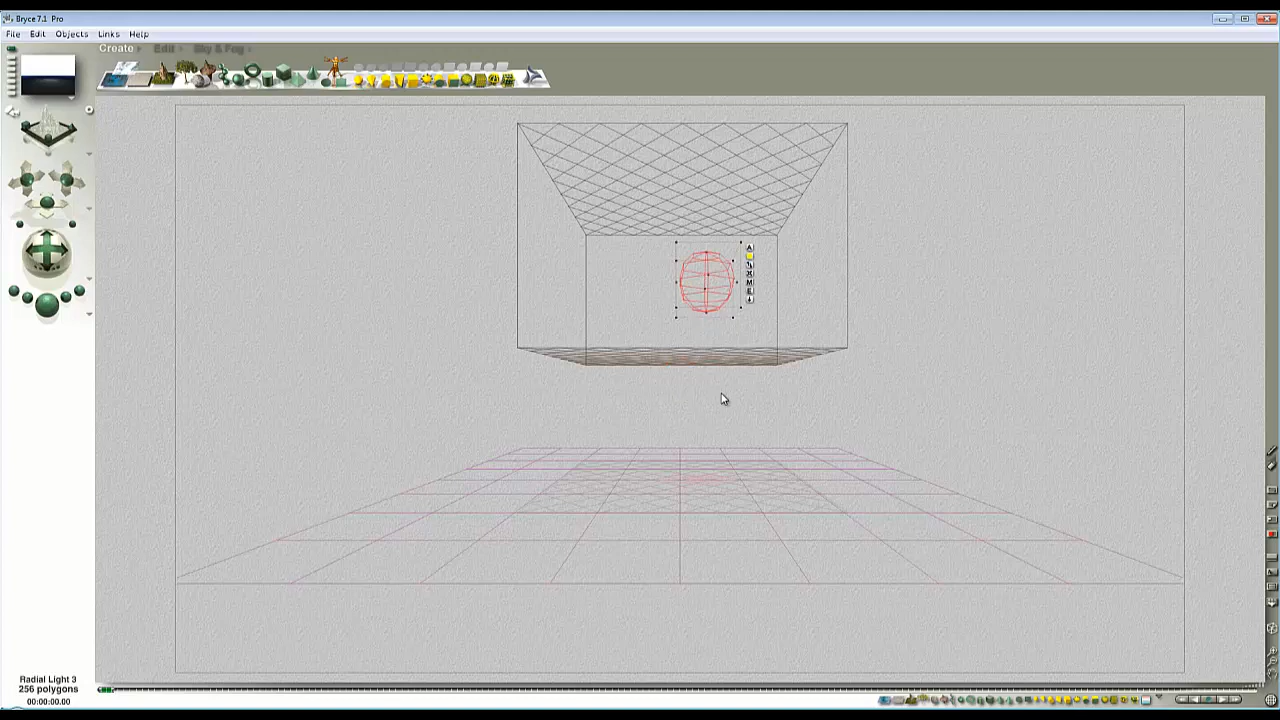 Bryce 7.1 Pro
File Edit Objects Links Help
Create Edit Sky & Fog
A
M
E
Radial Light 3
256 polygons
00:00:00.00